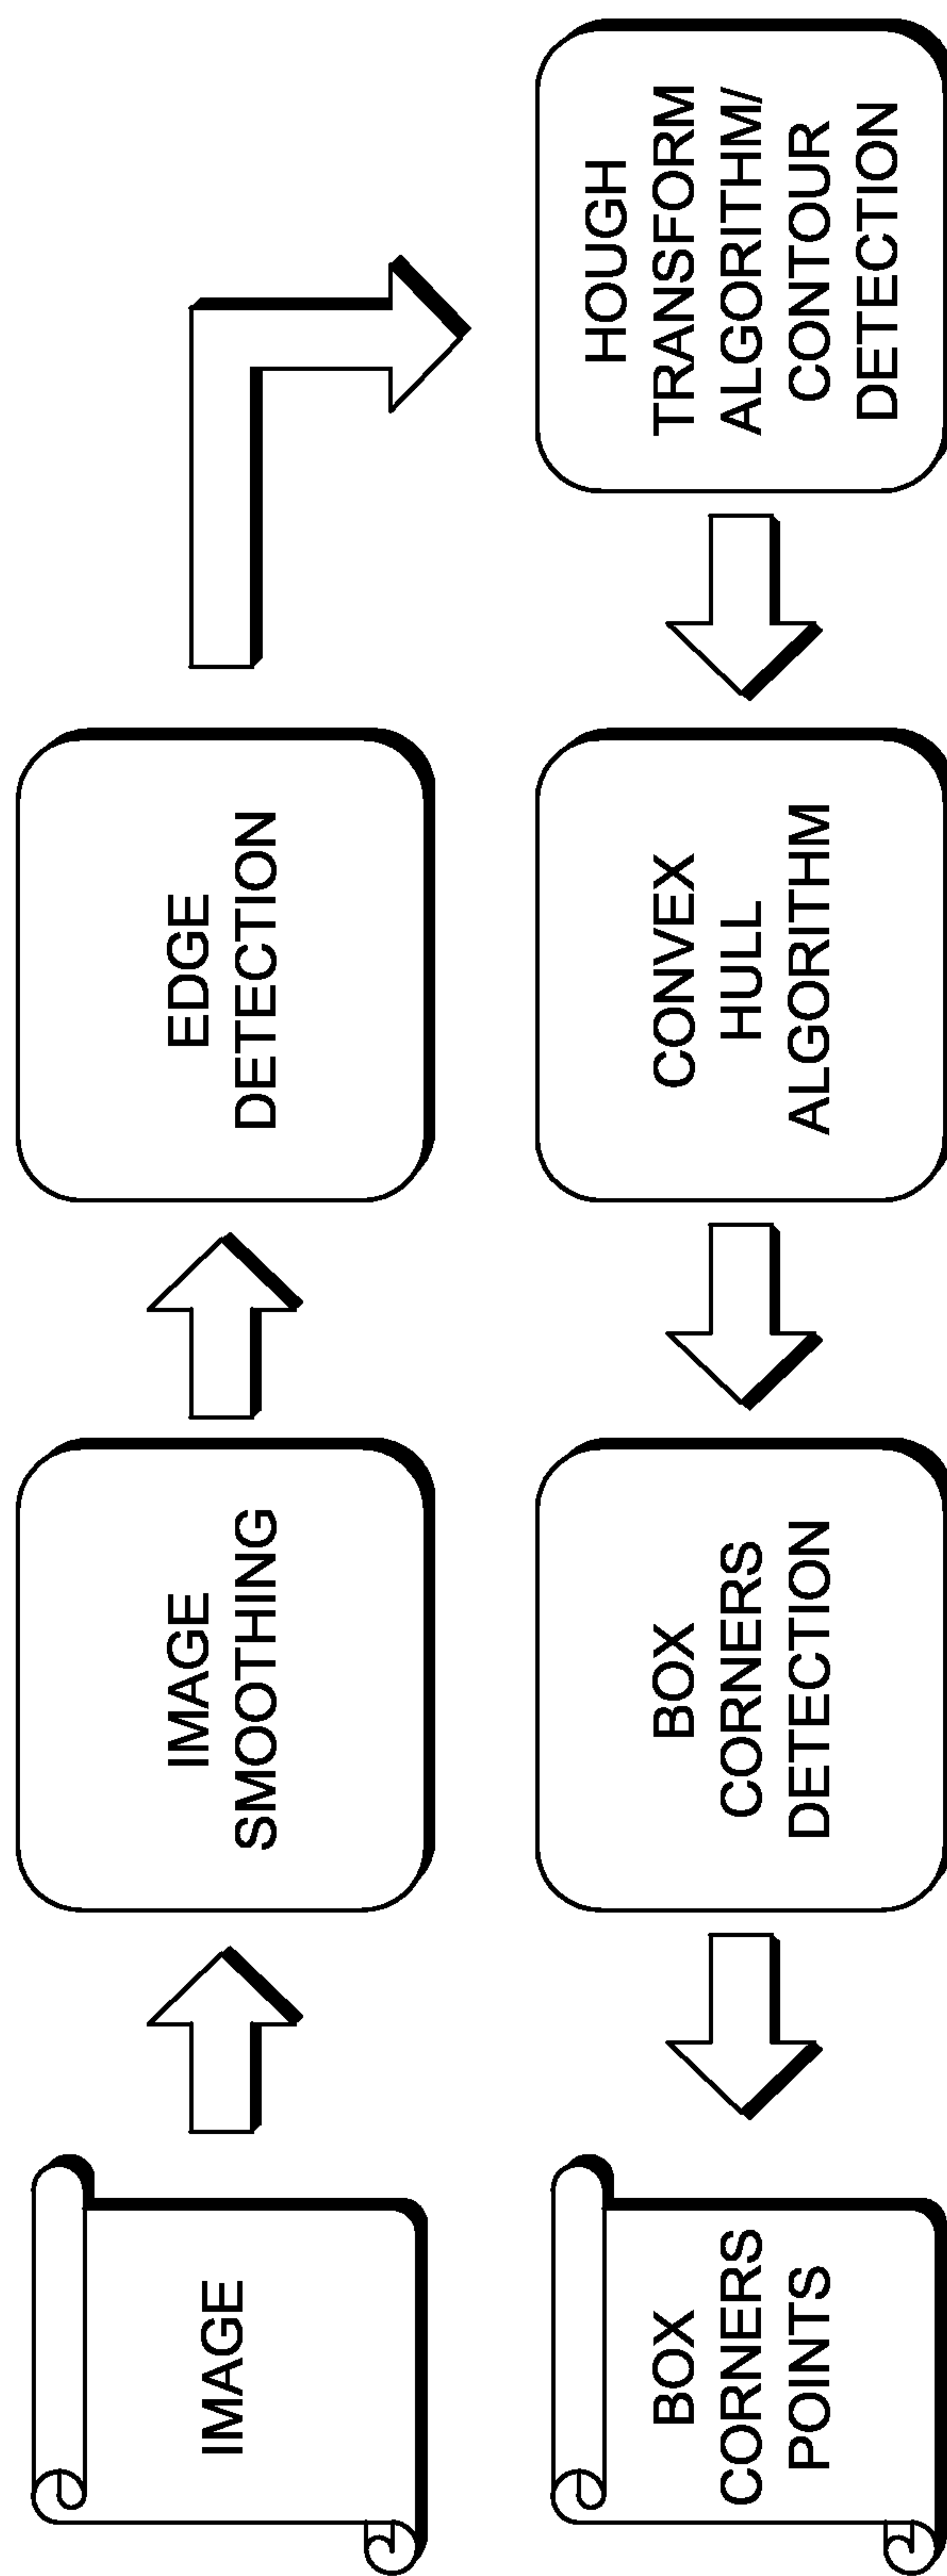 IMAGE
IMAGE
SMOOTHING
EDGE
DETECTION
HOUGH
TRANSFORM
ALGORITHM/
CONTOUR
DETECTION
CONVEX
HULL
ALGORITHM
BOX
CORNERS
DETECTION
BOX
CORNERS
POINTS